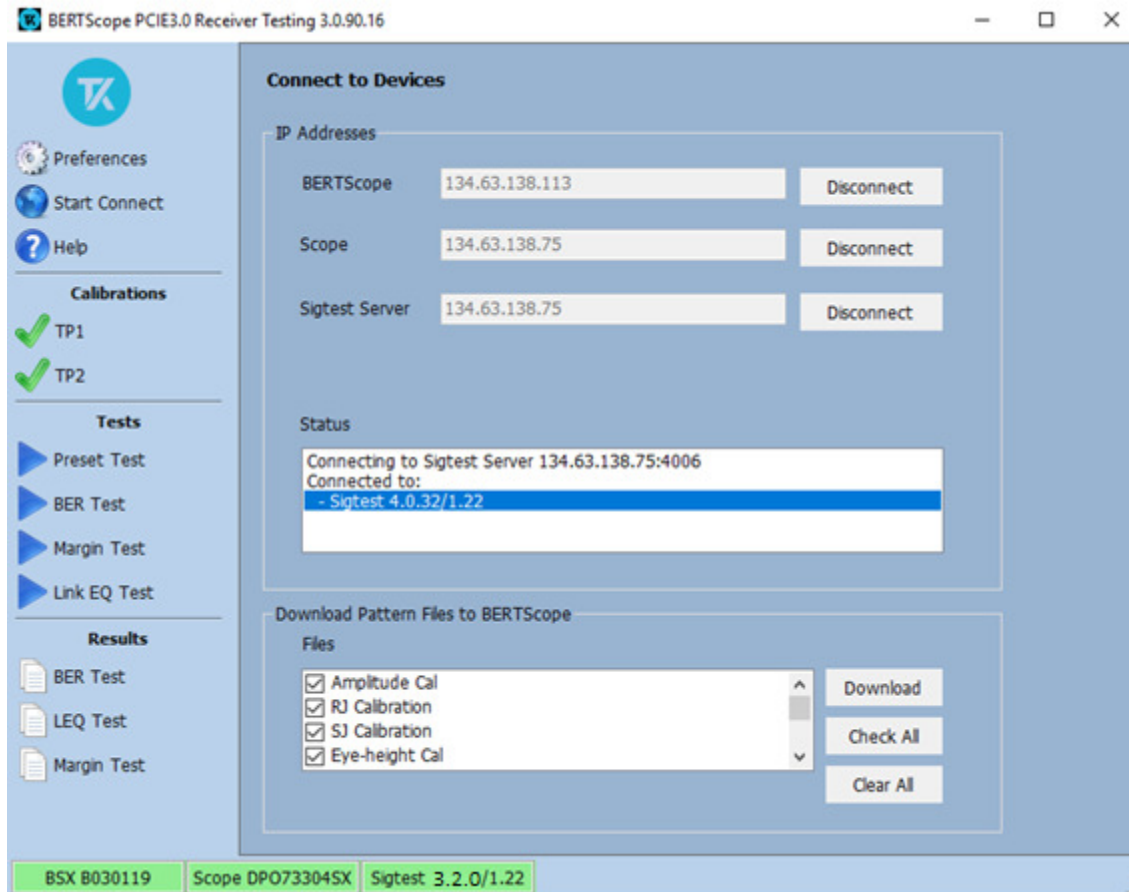 BERTScope PCIE3.0 Receiver Testing 3.0.90.16
Preferences
Start Connect
Help
Calibrations
TP1
TP2
Tests
Preset Test
BER Test
Margin Test
Link EQ Test
Results
BER Test
LEQ Test
Margin Test
Connect to Devices
IP Addresses
BERTScope 134.63.138.113 Disconnect
Scope 134.63.138.75 Disconnect
Sigtest Server 134.63.138.75 Disconnect
Status
Connecting to Sigtest Server 134.63.138.75:4006
Connected to:
- Sigtest 4.0.32/1.22
Download Pattern Files to BERTScope
Files
Amplitude Cal
RJ Calibration
SJ Calibration
Eye-height Cal
Download
Check All
Clear All
BSX B030119 Scope DPO73304SX Sigtest 3.2.0/1.22